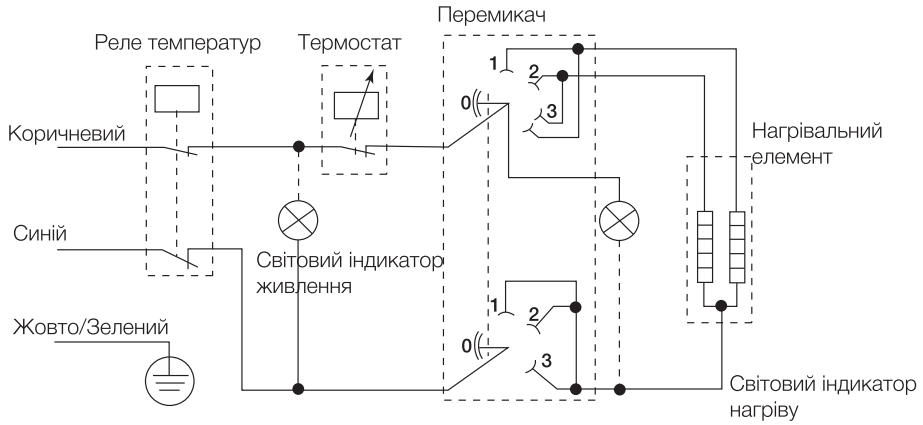 Перемикач
Реле температур
Термостат
1
2
0
3
Коричневий
Нагрівальний
елемент
Синій
Світовий індикатор
живлення
1
2
0
3
Жовто/Зелений
Світовий індикатор
нагріву